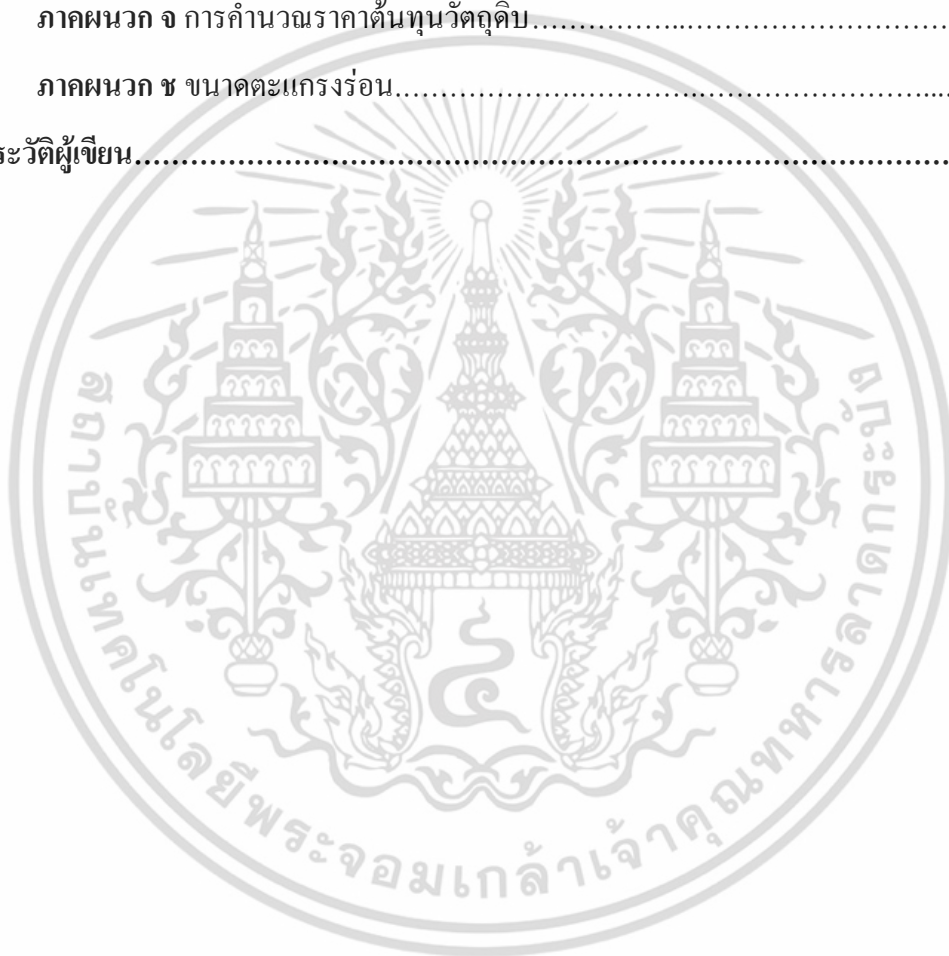 ภาคผนวก จ การคำนวณราคาต้นทุนวัตถุดิบ……………...……………………………
ภาคผนวก ช ขนาดตะแกรงร่อน………………….……………………………………...…
ระวัติผู้เขียน……………………………………………………………………………………
สถาบันเทคโนโลยีพระจอมเกล้าเจ้าคุณทหารลาดกระบัง
๔